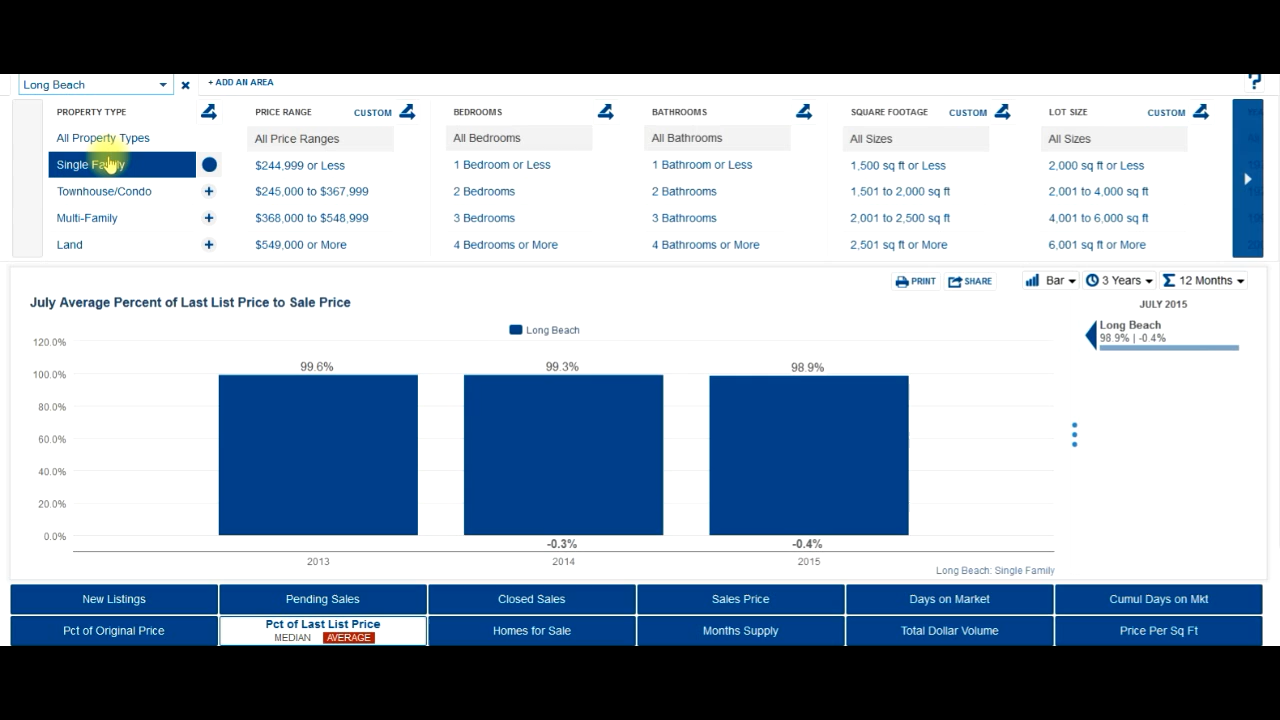 Long Beach
+ ADD AN AREA
?
PROPERTY TYPE
All Property Types
Single Family
Townhouse/Condo
Multi-Family
Land
PRICE RANGE CUSTOM
All Price Ranges
$244,999 or Less
$245,000 to $367,999
$368,000 to $548,999
$549,000 or More
BEDROOMS
All Bedrooms
1 Bedroom or Less
2 Bedrooms
3 Bedrooms
4 Bedrooms or More
BATHROOMS
All Bathrooms
1 Bathroom or Less
2 Bathrooms
3 Bathrooms
4 Bathrooms or More
SQUARE FOOTAGE CUSTOM
All Sizes
1,500 sq ft or Less
1,501 to 2,000 sq ft
2,001 to 2,500 sq ft
2,501 sq ft or More
LOT SIZE CUSTOM
All Sizes
2,000 sq ft or Less
2,001 to 4,000 sq ft
4,001 to 6,000 sq ft
6,001 sq ft or More
PRINT SHARE Bar 3 Years Σ 12 Months
July Average Percent of Last List Price to Sale Price
JULY 2015
Long Beach
98.9% | -0.4%
Long Beach
120.0%
100.0%
80.0%
60.0%
40.0%
20.0%
0.0%
99.6% 99.3% 98.9%
-0.3% -0.4%
2013 2014 2015
Long Beach: Single Family
New Listings Pending Sales Closed Sales Sales Price Days on Market Cumul Days on Mkt
Pct of Original Price Pct of Last List Price Homes for Sale Months Supply Total Dollar Volume Price Per Sq Ft
MEDIAN AVERAGE